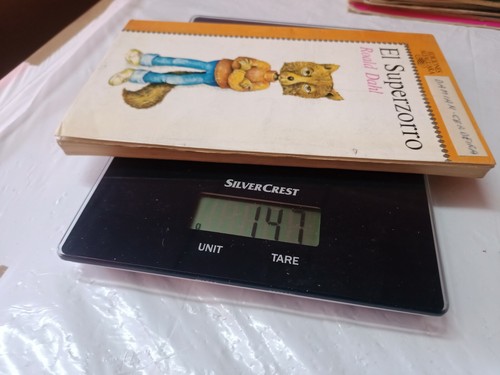 El Superzorro
Roald Dahl
SILVERCREST
147
UNIT
TARE